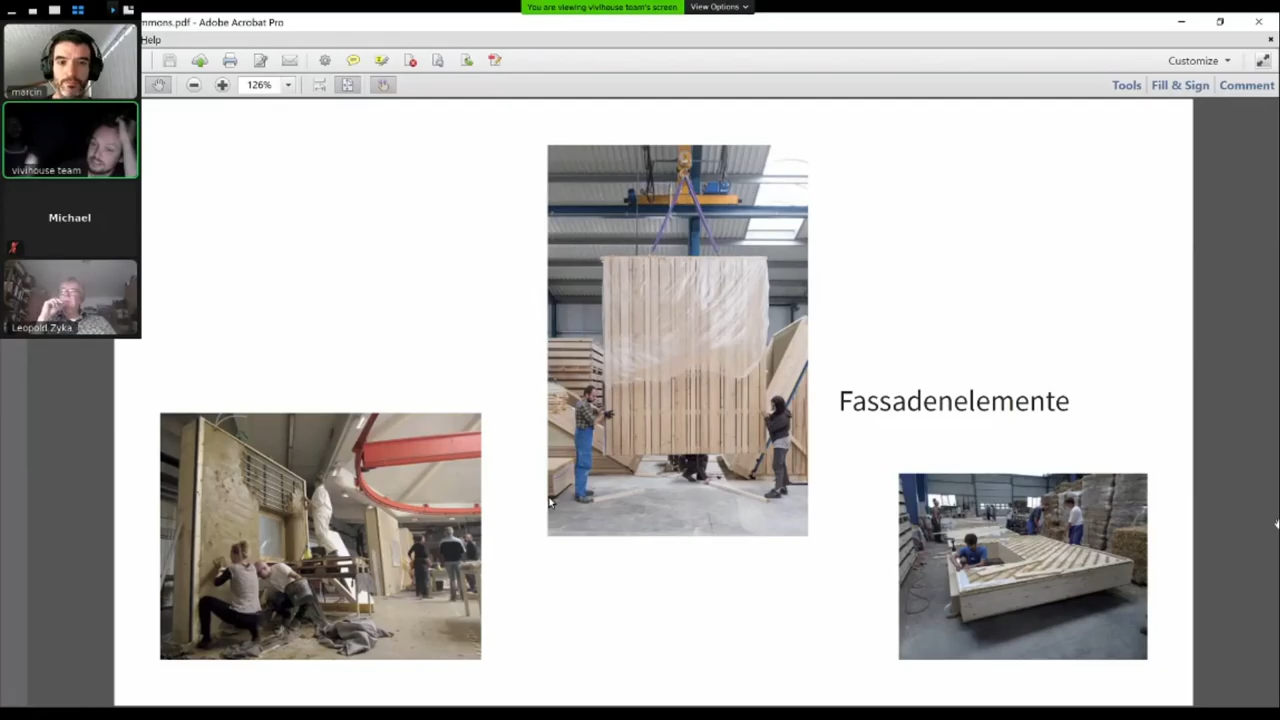 You are viewing vivihouse team's screen
View Options
mmons.pdf - Adobe Acrobat Pro
Help
Customize
126%
Tools
Fill & Sign
Comment
marcin
vivihouse team
Michael
Leopold Zyka
Fassadenelemente